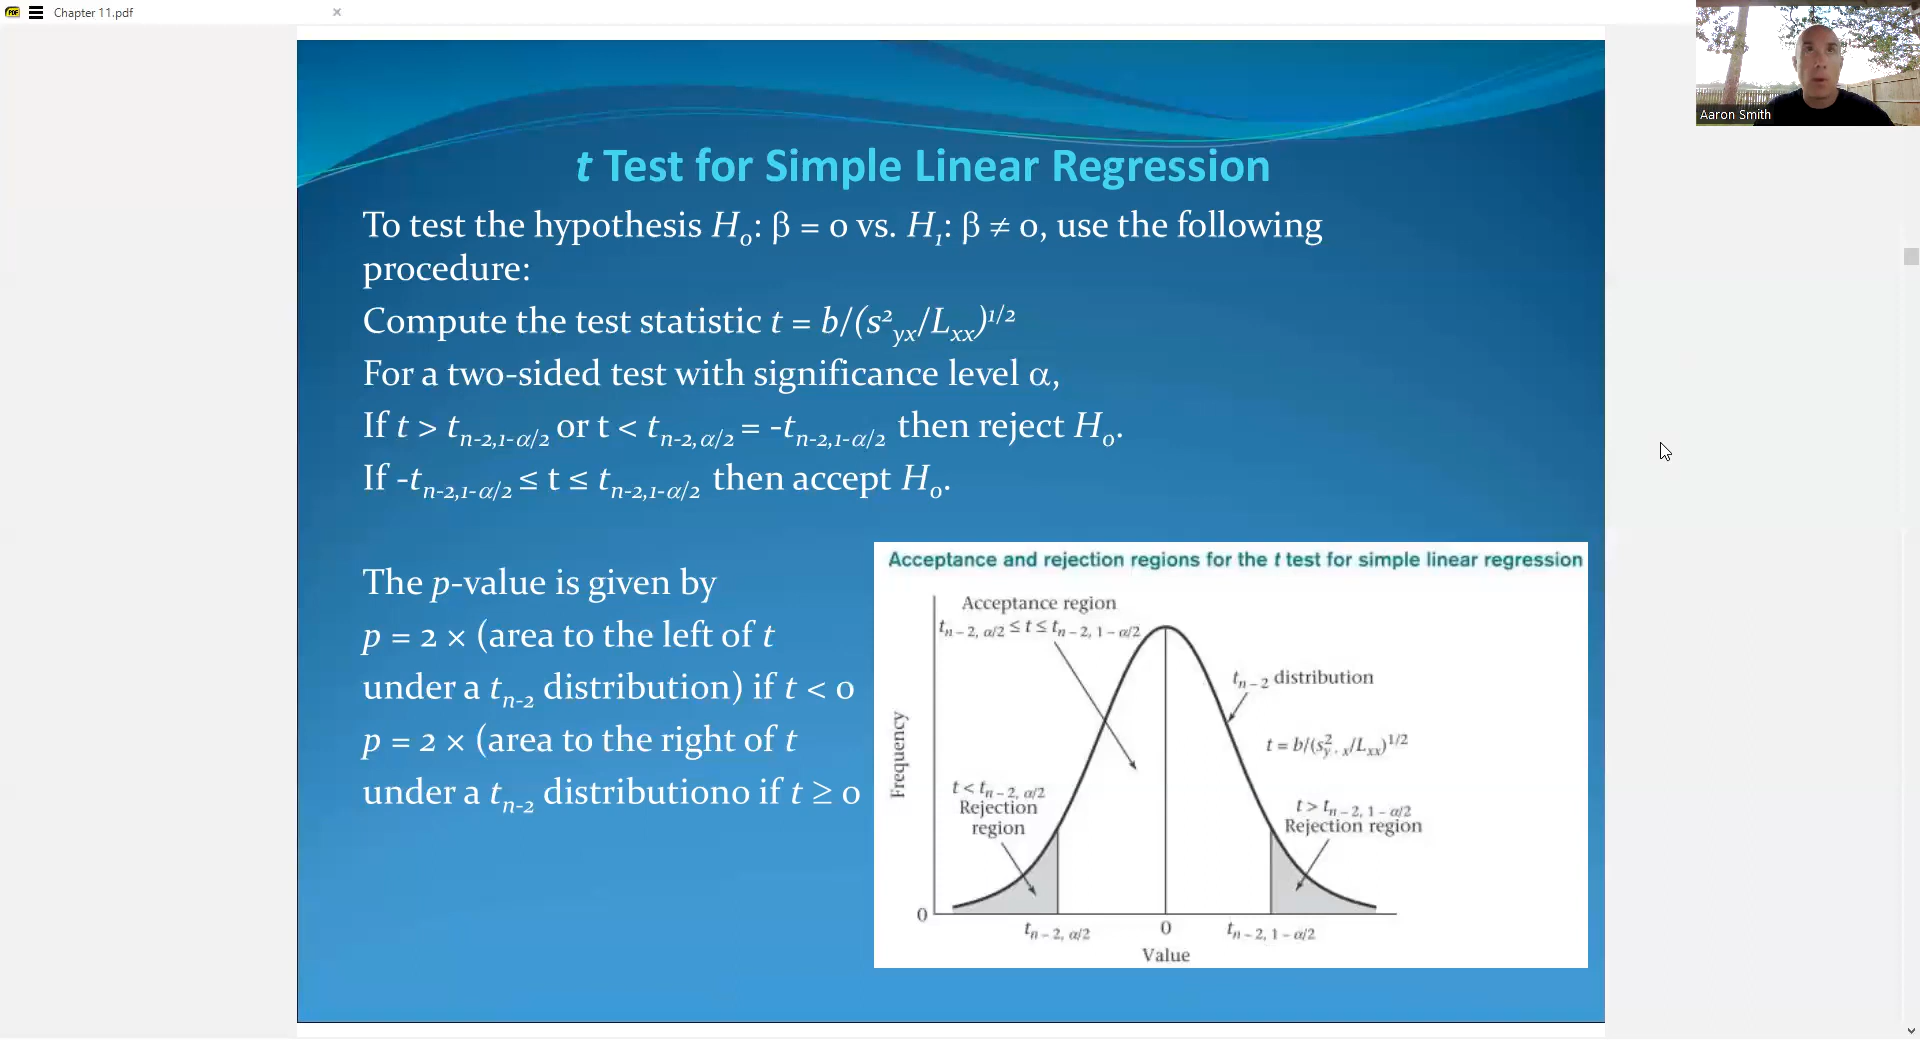 Chapter 11.pdf
Aaron Smith
t Test for Simple Linear Regression
To test the hypothesis H₀: β = 0 vs. H₁: β ≠ 0, use the following
procedure:
Compute the test statistic t = b/(s²yx/Lxx)^1/2
For a two-sided test with significance level α,
If t > tn-2,1-α/2 or t < tn-2,α/2 = -tn-2,1-α/2 then reject H₀.
If -tn-2,1-α/2 ≤ t ≤ tn-2,1-α/2 then accept H₀.
The p-value is given by
p = 2 × (area to the left of t
under a tn-2 distribution) if t < 0
p = 2 × (area to the right of t
under a tn-2 distributiono if t ≥ 0
Acceptance and rejection regions for the t test for simple linear regression
Acceptance region
tn – 2, α/2 ≤ t ≤ tn – 2, 1 – α/2
tn – 2 distribution
t = b/(s²y · x/Lxx)^1/2
Frequency
t < tn – 2, α/2
Rejection
region
t > tn – 2, 1 – α/2
Rejection region
0
tn – 2, α/2
0
tn – 2, 1 – α/2
Value